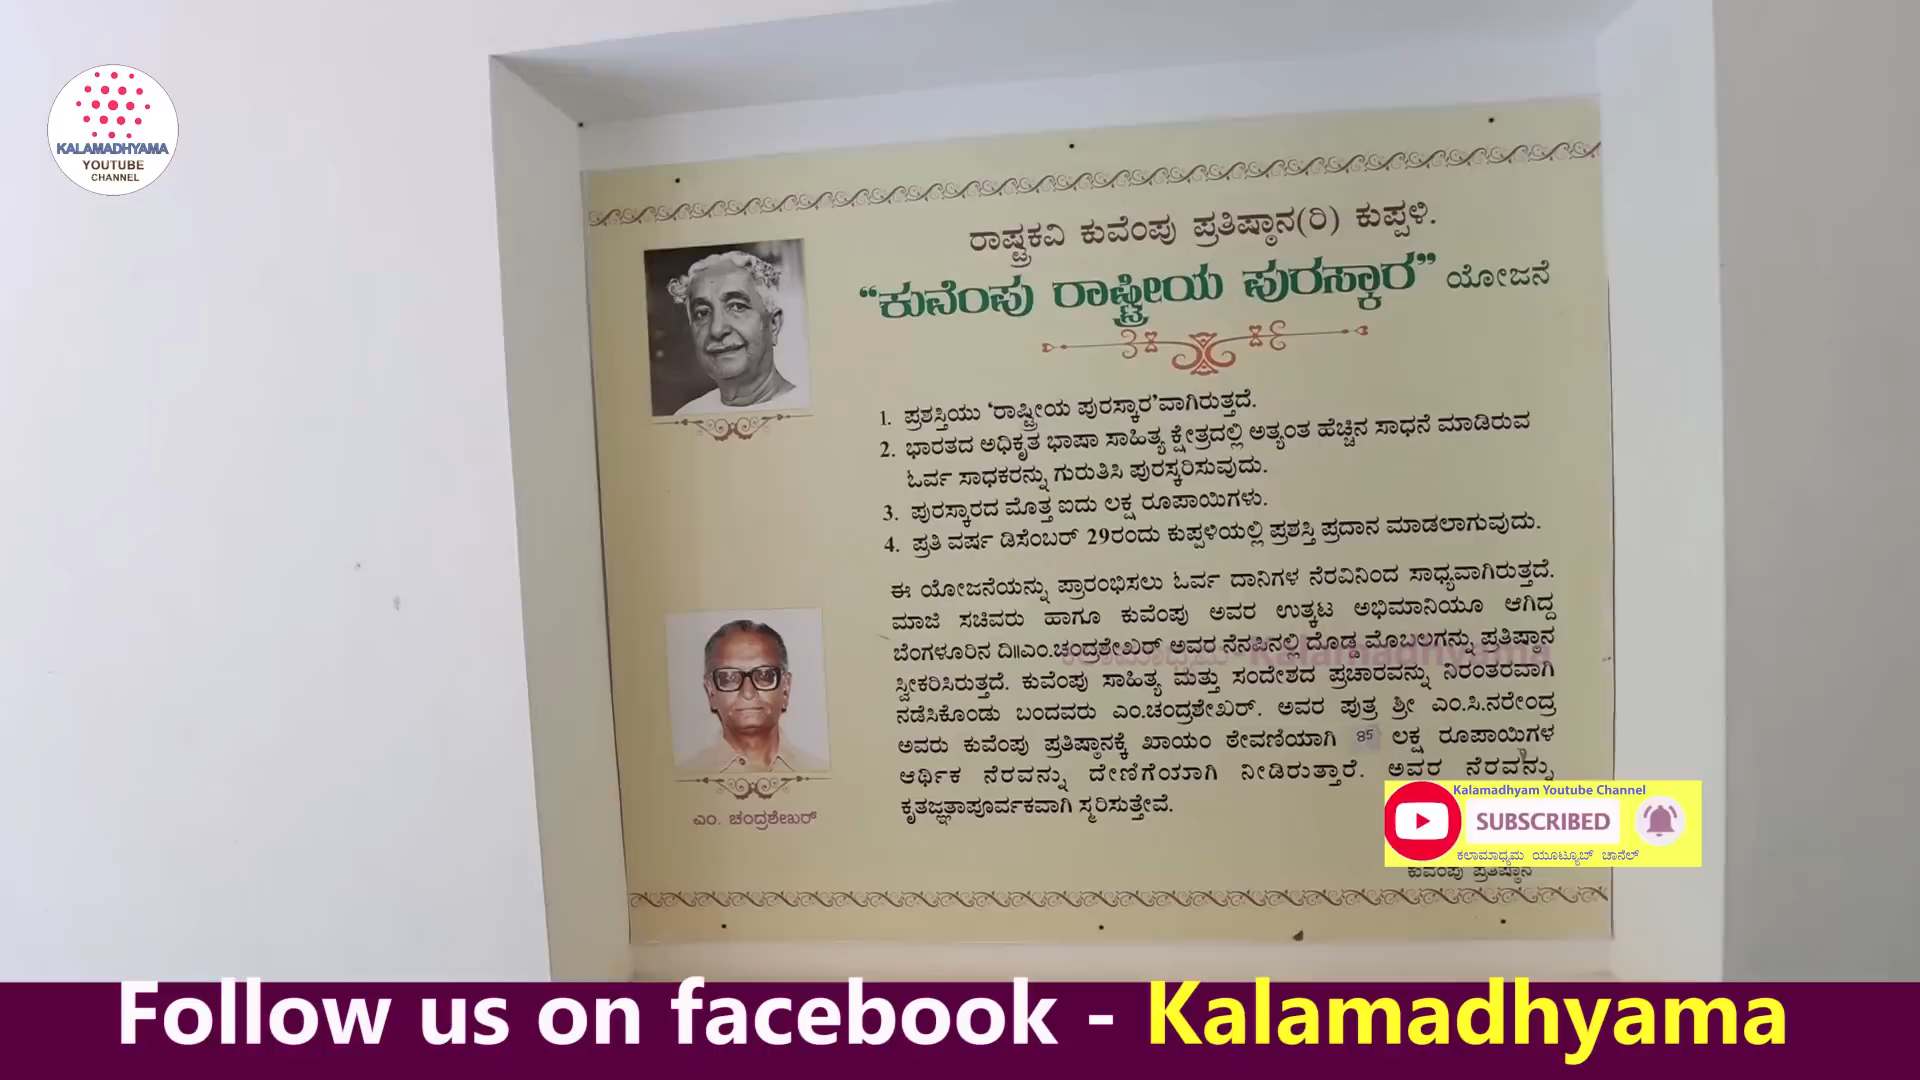 KALAMADHYAMA
YOUTUBE
CHANNEL
ರಾಷ್ಟ್ರಕವಿ ಕುವೆಂಪು ಪ್ರತಿಷ್ಠಾನ(ರಿ) ಕುಪ್ಪಳಿ.
“ಕುವೆಂಪು ರಾಷ್ಟ್ರೀಯ ಪುರಸ್ಕಾರ” ಯೋಜನೆ
1. ಪ್ರಶಸ್ತಿಯು ‘ರಾಷ್ಟ್ರೀಯ ಪುರಸ್ಕಾರ’ವಾಗಿರುತ್ತದೆ.
2. ಭಾರತದ ಅಧಿಕೃತ ಭಾಷಾ ಸಾಹಿತ್ಯ ಕ್ಷೇತ್ರದಲ್ಲಿ ಅತ್ಯಂತ ಹೆಚ್ಚಿನ ಸಾಧನೆ ಮಾಡಿರುವ
ಓರ್ವ ಸಾಧಕರನ್ನು ಗುರುತಿಸಿ ಪುರಸ್ಕರಿಸುವುದು.
3. ಪುರಸ್ಕಾರದ ಮೊತ್ತ ಐದು ಲಕ್ಷ ರೂಪಾಯಿಗಳು.
4. ಪ್ರತಿ ವರ್ಷ ಡಿಸೆಂಬರ್ 29ರಂದು ಕುಪ್ಪಳಿಯಲ್ಲಿ ಪ್ರಶಸ್ತಿ ಪ್ರದಾನ ಮಾಡಲಾಗುವುದು.
ಈ ಯೋಜನೆಯನ್ನು ಪ್ರಾರಂಭಿಸಲು ಓರ್ವ ದಾನಿಗಳ ನೆರವಿನಿಂದ ಸಾಧ್ಯವಾಗಿರುತ್ತದೆ.
ಮಾಜಿ ಸಚಿವರು ಹಾಗೂ ಕುವೆಂಪು ಅವರ ಉತ್ಕಟ ಅಭಿಮಾನಿಯೂ ಆಗಿದ್ದ
ಬೆಂಗಳೂರಿನ ದಿ॥ಎಂ.ಚಂದ್ರಶೇಖರ್ ಅವರ ನೆನಪಿನಲ್ಲಿ ದೊಡ್ಡ ಮೊಬಲಗನ್ನು ಪ್ರತಿಷ್ಠಾನ
ಕಲಾಮಾಧ್ಯಮ Kalamadhyama
ಸ್ವೀಕರಿಸಿರುತ್ತದೆ. ಕುವೆಂಪು ಸಾಹಿತ್ಯ ಮತ್ತು ಸಂದೇಶದ ಪ್ರಚಾರವನ್ನು ನಿರಂತರವಾಗಿ
ನಡೆಸಿಕೊಂಡು ಬಂದವರು ಎಂ.ಚಂದ್ರಶೇಖರ್. ಅವರ ಪುತ್ರ ಶ್ರೀ ಎಂ.ಸಿ.ನರೇಂದ್ರ
ಅವರು ಕುವೆಂಪು ಪ್ರತಿಷ್ಠಾನಕ್ಕೆ ಖಾಯಂ ಠೇವಣಿಯಾಗಿ 85 ಲಕ್ಷ ರೂಪಾಯಿಗಳ
ಆರ್ಥಿಕ ನೆರವನ್ನು ದೇಣಿಗೆಯಾಗಿ ನೀಡಿರುತ್ತಾರೆ. ಅವರ ನೆರವನ್ನು
ಕೃತಜ್ಞತಾಪೂರ್ವಕವಾಗಿ ಸ್ಮರಿಸುತ್ತೇವೆ.
ಎಂ. ಚಂದ್ರಶೇಖರ್
Kalamadhyam Youtube Channel
SUBSCRIBED
ಕಲಾಮಾಧ್ಯಮ ಯೂಟ್ಯೂಬ್ ಚಾನೆಲ್
ಕುವೆಂಪು ಪ್ರತಿಷ್ಠಾನ
Follow us on facebook - Kalamadhyama